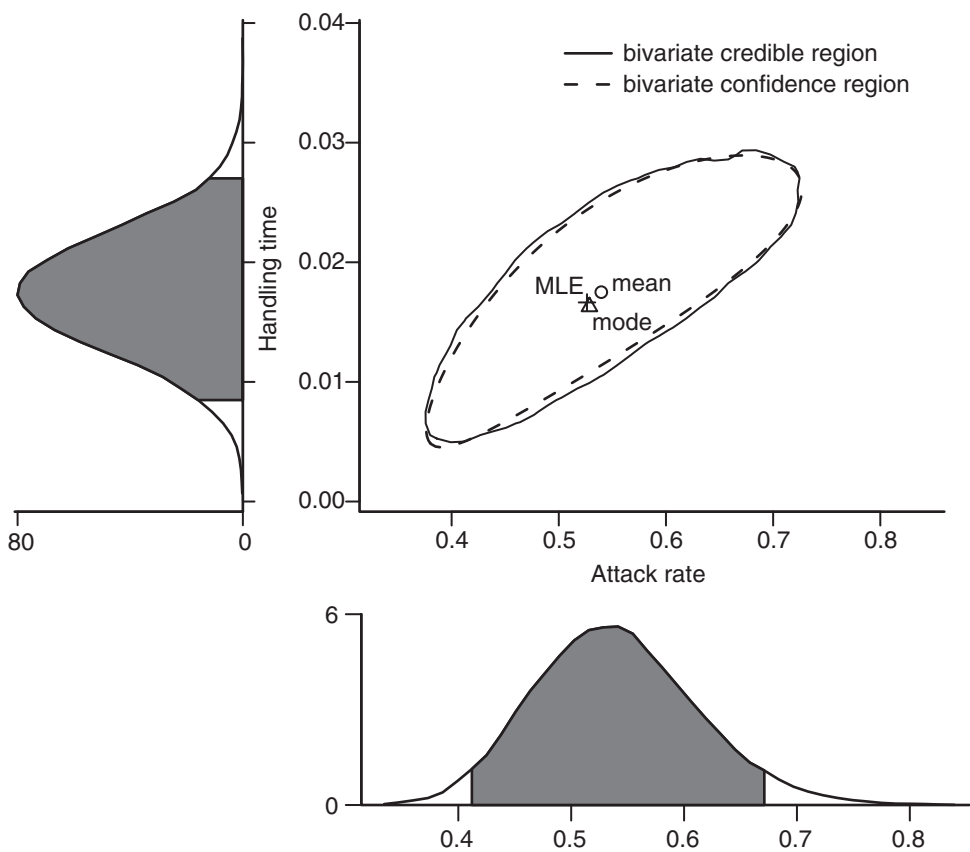 0.04
bivariate credible region
bivariate confidence region
0.03
Handling time
0.02
MLE
mean
mode
0.01
0.00
80
0
0.4
0.5
0.6
0.7
0.8
Attack rate
6
0
0.4
0.5
0.6
0.7
0.8